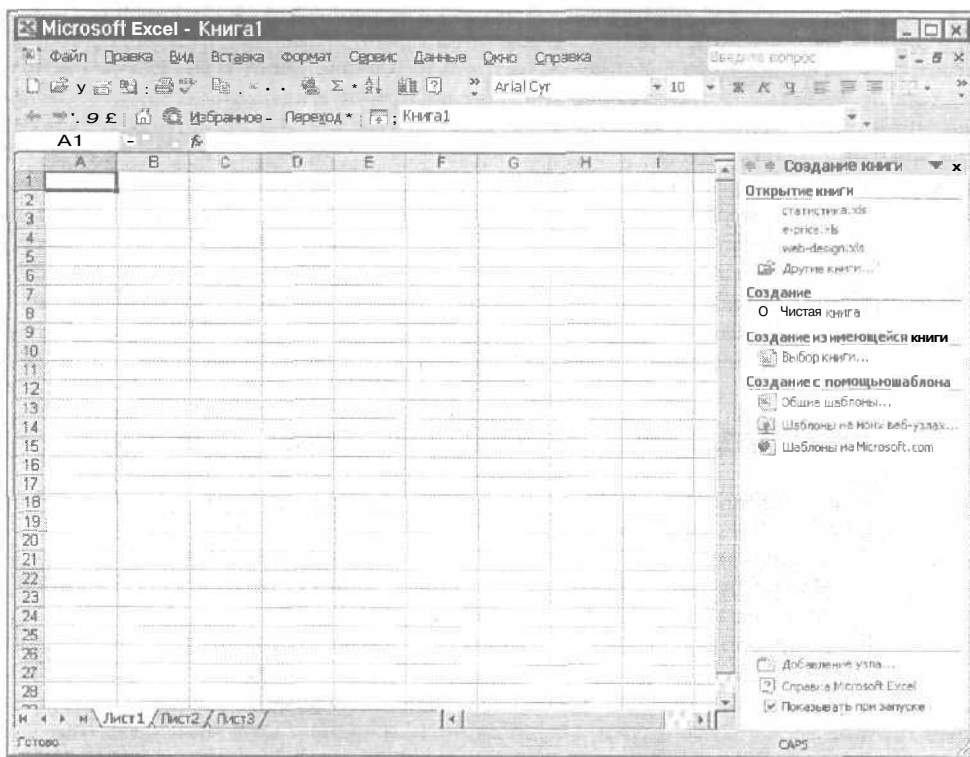 Microsoft Excel - Книга1
Файл Правка Вид Вставка Формат Сервис Данные Окно Справка Введите вопрос
Arial Cyr 10 Ж К Ч
Избранное Переход Книга1
A1 fx
A B C D E F G H I
1
2
3
4
5
6
7
8
9
10
11
12
13
14
15
16
17
18
19
20
21
22
23
24
25
26
27
28
Лист1 Лист2 Лист3
Готово CAPS
Создание книги
Открытие книги
статистика.xls
e-price.xls
web-design.xls
Другие книги...
Создание
Чистая книга
Создание из имеющейся книги
Выбор книги...
Создание с помощью шаблона
Общие шаблоны...
Шаблоны на моих веб-узлах...
Шаблоны на Microsoft.com
Добавление узла...
Справка Microsoft Excel
Показывать при запуске